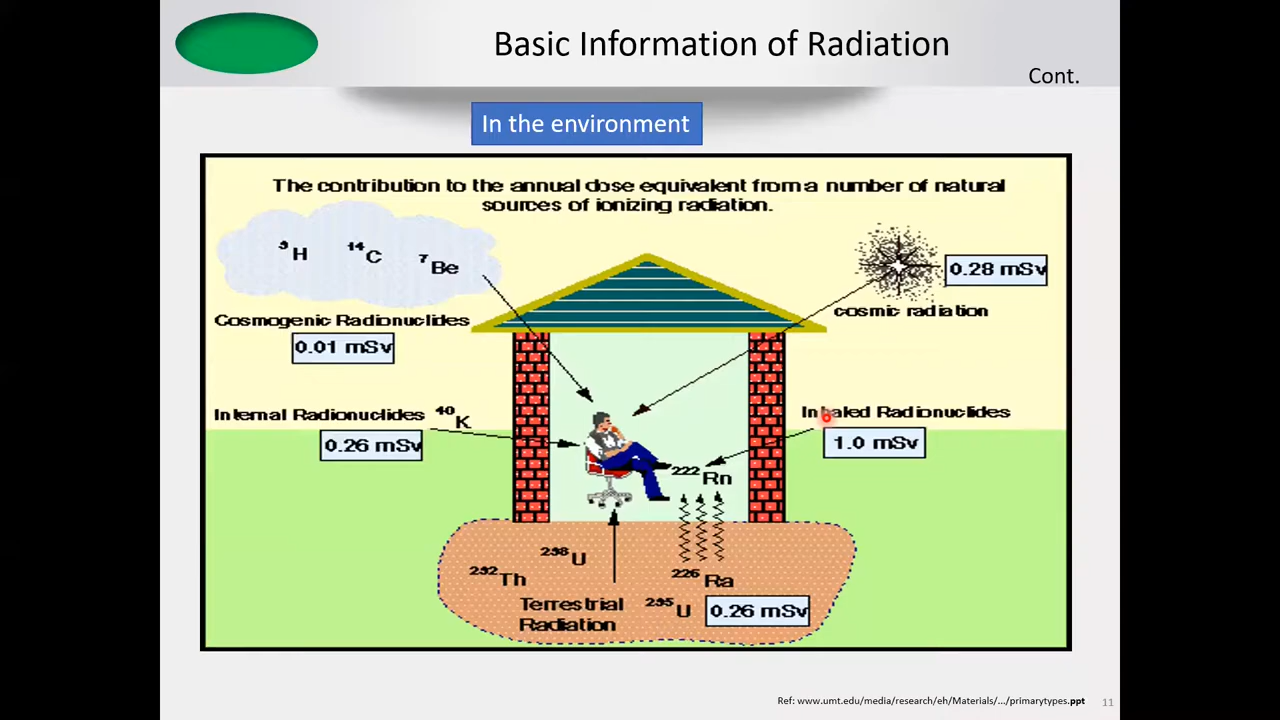 Basic Information of Radiation
Cont.
In the environment
The contribution to the annual dose equivalent from a number of natural
sources of ionizing radiation.
³H ¹⁴C ⁷Be
0.28 mSv
cosmic radiation
Cosmogenic Radionuclides
0.01 mSv
Internal Radionuclides ⁴⁰K
0.26 mSv
Inhaled Radionuclides
1.0 mSv
²²²Rn
²³⁸U
²³²Th
²²⁶Ra
Terrestrial
Radiation
²³⁵U
0.26 mSv
Ref: www.umt.edu/media/research/eh/Materials/.../primarytypes.ppt
11